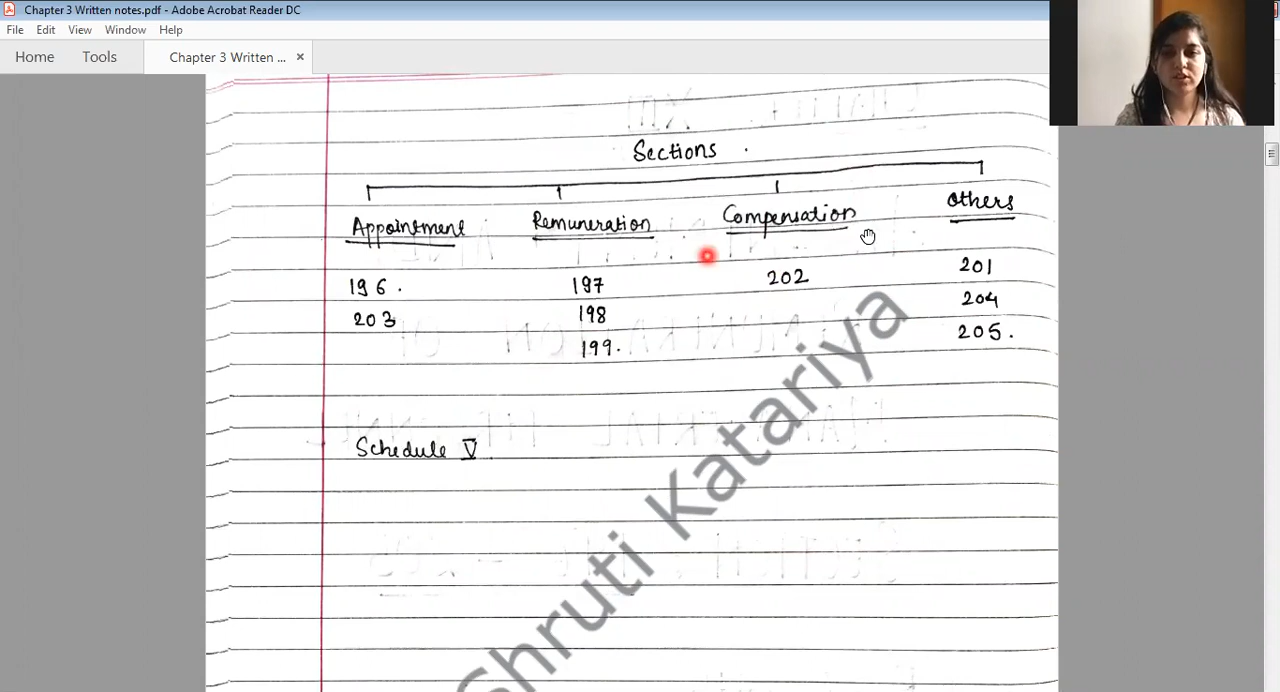 Chapter 3 Written notes.pdf - Adobe Acrobat Reader DC
File Edit View Window Help
Home Tools Chapter 3 Written ... ×
Sections .
Appointment Remuneration Compensation Others
196. 197 202 201
203 198 204
199. 205.
Schedule V.
Shruti Katariya